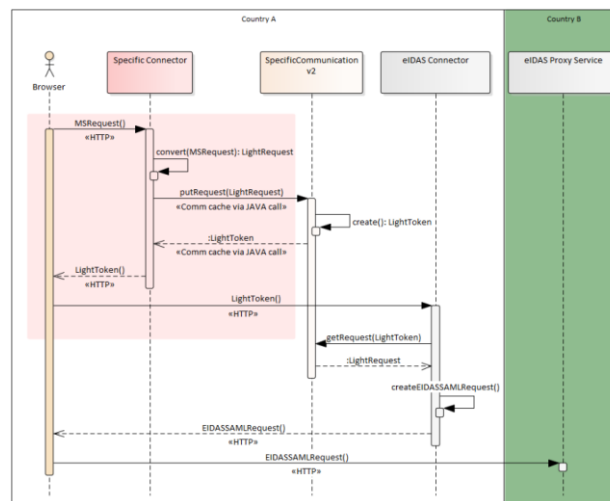 Country A
Country B
Specific Connector
SpecificCommunication
v2
eIDAS Connector
eIDAS Proxy Service
Browser
MSRequest()
«HTTP»
convert(MSRequest): LightRequest
putRequest(LightRequest)
«Comm cache via JAVA call»
create(): LightToken
:LightToken
«Comm cache via JAVA call»
LightToken()
«HTTP»
LightToken()
«HTTP»
getRequest(LightToken)
:LightRequest
createEIDASSAMLRequest()
EIDASSAMLRequest()
«HTTP»
EIDASSAMLRequest()
«HTTP»